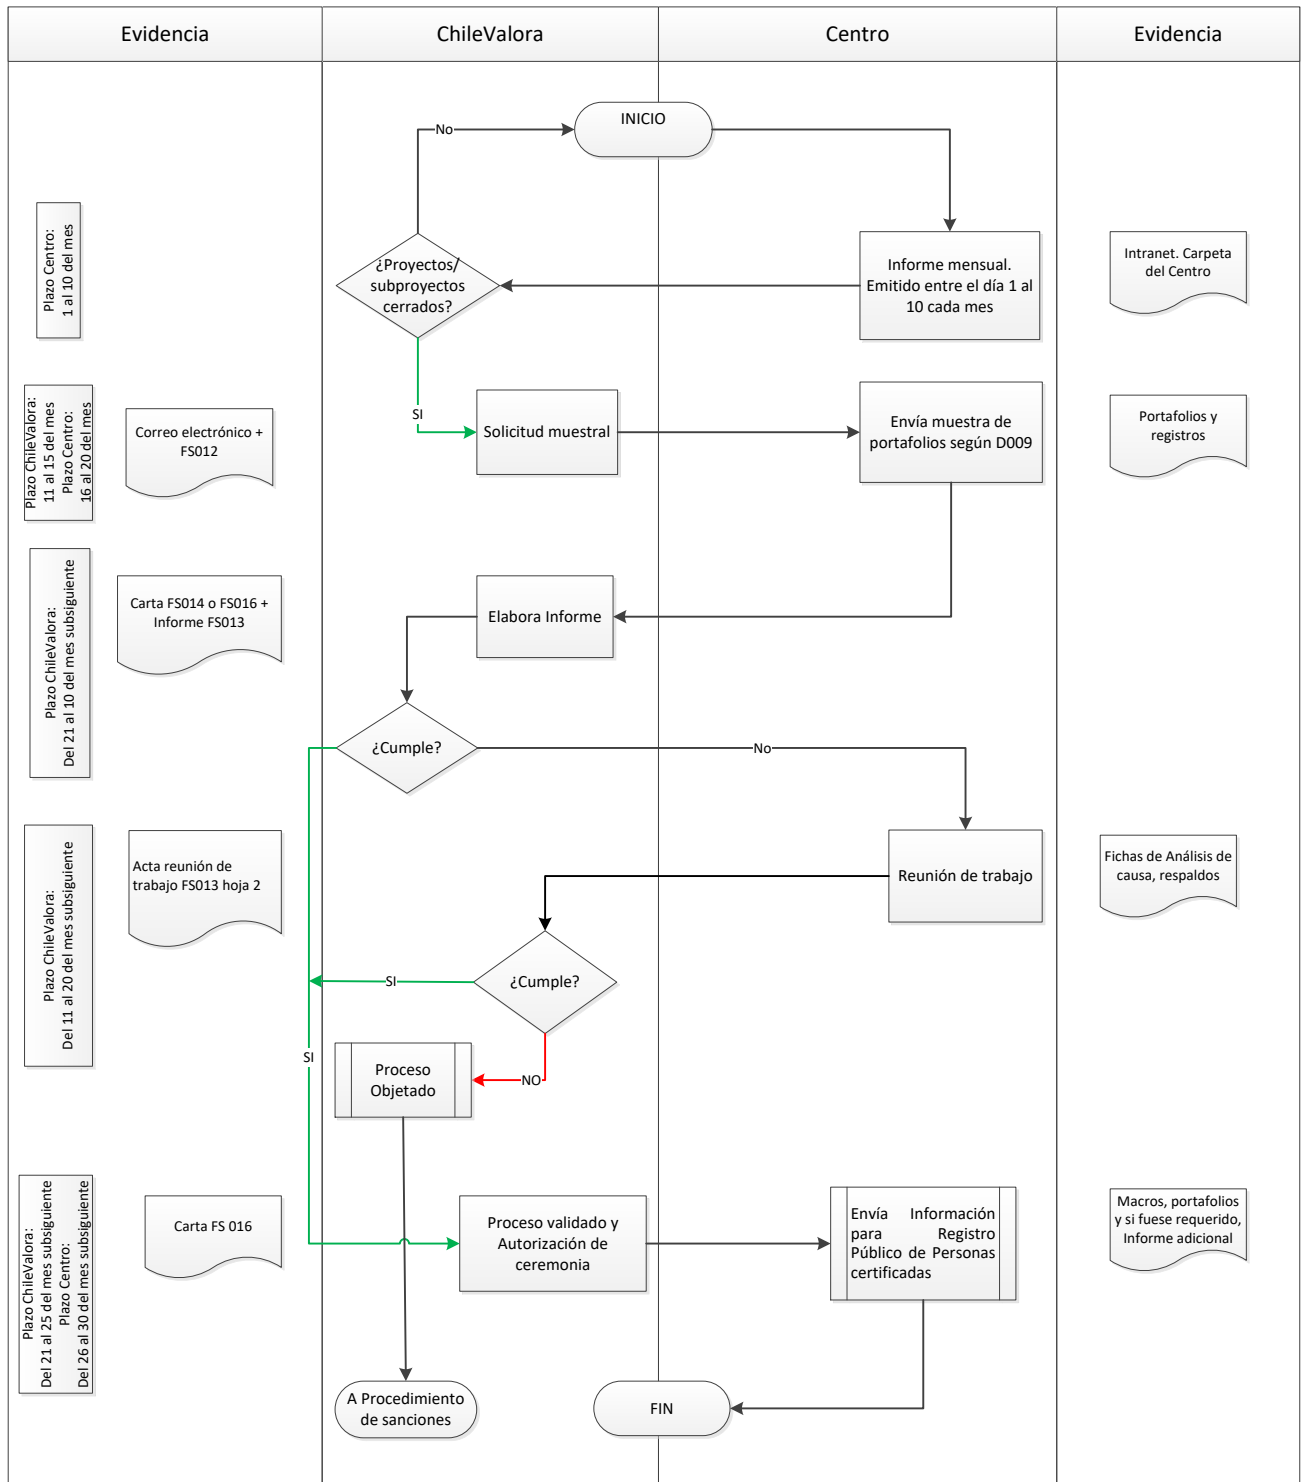 Evidencia
ChileValora
Centro
Evidencia
INICIO
No
Plazo Centro:
1 al 10 del mes
¿Proyectos/
subproyectos
cerrados?
Informe mensual.
Emitido entre el día 1 al
10 cada mes
Intranet. Carpeta
del Centro
SI
Plazo ChileValora:
11 al 15 del mes
Plazo Centro:
16 al 20 del mes
Correo electrónico +
FS012
Solicitud muestral
Envía muestra de
portafolios según D009
Portafolios y
registros
Plazo ChileValora:
Del 21 al 10 del mes subsiguiente
Carta FS014 o FS016 +
Informe FS013
Elabora Informe
¿Cumple?
No
Plazo ChileValora:
Del 11 al 20 del mes subsiguiente
Acta reunión de
trabajo FS013 hoja 2
Reunión de trabajo
Fichas de Análisis de
causa, respaldos
¿Cumple?
SI
SI
NO
Proceso
Objetado
Plazo ChileValora:
Del 21 al 25 del mes subsiguiente
Plazo Centro:
Del 26 al 30 del mes subsiguiente
Carta FS 016
Proceso validado y
Autorización de
ceremonia
Envía Información
para Registro
Público de Personas
certificadas
Macros, portafolios
y si fuese requerido,
Informe adicional
A Procedimiento
de sanciones
FIN